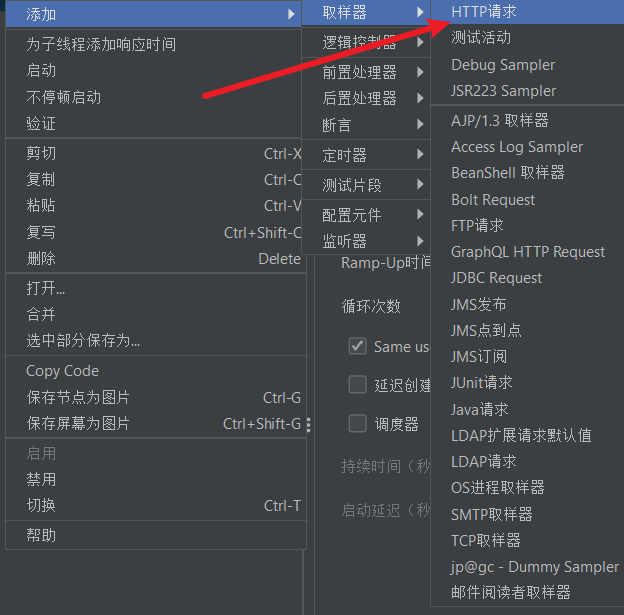 添加
为子线程添加响应时间
启动
不停顿启动
验证
剪切 Ctrl-X
复制 Ctrl-C
粘贴 Ctrl-V
复写 Ctrl+Shift-C
删除 Delete
打开...
合并
选中部分保存为...
Copy Code
保存节点为图片 Ctrl-G
保存屏幕为图片 Ctrl+Shift-G
启用
禁用
切换 Ctrl-T
帮助
取样器
逻辑控制器
前置处理器
后置处理器
断言
定时器
测试片段
配置元件
监听器
Ramp-Up时间
循环次数
Same us
延迟创建
调度器
持续时间（秒
启动延迟（秒
HTTP请求
测试活动
Debug Sampler
JSR223 Sampler
AJP/1.3 取样器
Access Log Sampler
BeanShell 取样器
Bolt Request
FTP请求
GraphQL HTTP Request
JDBC Request
JMS发布
JMS点到点
JMS订阅
JUnit请求
Java请求
LDAP扩展请求默认值
LDAP请求
OS进程取样器
SMTP取样器
TCP取样器
jp@gc - Dummy Sampler
邮件阅读者取样器